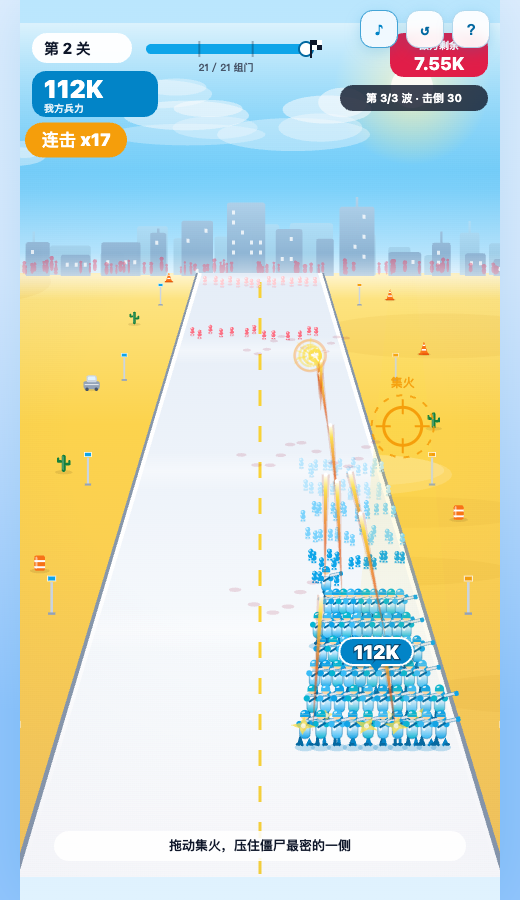 ♪ ↺ ?
第 2 关
21 / 21 组门
7.55K
112K
我方兵力
第 3/3 波 · 击倒 30
连击 x17
集火
112K
拖动集火，压住僵尸最密的一侧